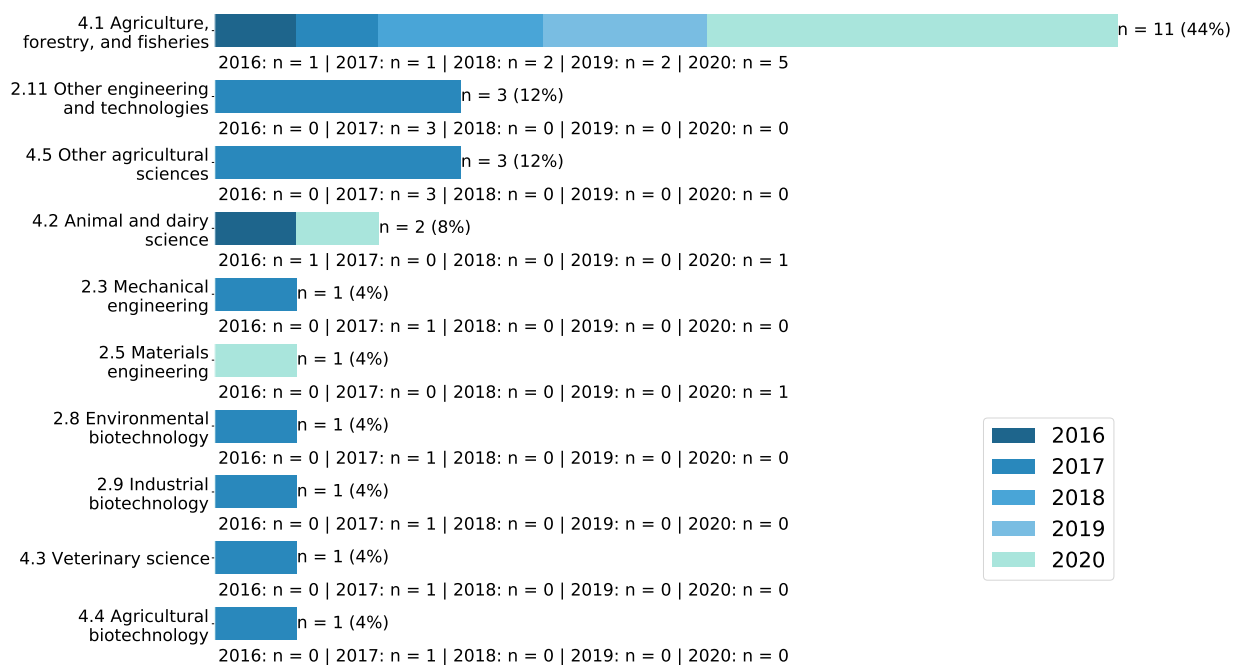 4.1 Agriculture,
forestry, and fisheries
n = 11 (44%)
2016: n = 1 | 2017: n = 1 | 2018: n = 2 | 2019: n = 2 | 2020: n = 5
2.11 Other engineering
and technologies
n = 3 (12%)
2016: n = 0 | 2017: n = 3 | 2018: n = 0 | 2019: n = 0 | 2020: n = 0
4.5 Other agricultural
sciences
n = 3 (12%)
2016: n = 0 | 2017: n = 3 | 2018: n = 0 | 2019: n = 0 | 2020: n = 0
4.2 Animal and dairy
science
n = 2 (8%)
2016: n = 1 | 2017: n = 0 | 2018: n = 0 | 2019: n = 0 | 2020: n = 1
2.3 Mechanical
engineering
n = 1 (4%)
2016: n = 0 | 2017: n = 1 | 2018: n = 0 | 2019: n = 0 | 2020: n = 0
2.5 Materials
engineering
n = 1 (4%)
2016: n = 0 | 2017: n = 0 | 2018: n = 0 | 2019: n = 0 | 2020: n = 1
2.8 Environmental
biotechnology
n = 1 (4%)
2016: n = 0 | 2017: n = 1 | 2018: n = 0 | 2019: n = 0 | 2020: n = 0
2.9 Industrial
biotechnology
n = 1 (4%)
2016: n = 0 | 2017: n = 1 | 2018: n = 0 | 2019: n = 0 | 2020: n = 0
4.3 Veterinary science
n = 1 (4%)
2016: n = 0 | 2017: n = 1 | 2018: n = 0 | 2019: n = 0 | 2020: n = 0
4.4 Agricultural
biotechnology
n = 1 (4%)
2016: n = 0 | 2017: n = 1 | 2018: n = 0 | 2019: n = 0 | 2020: n = 0
2016
2017
2018
2019
2020